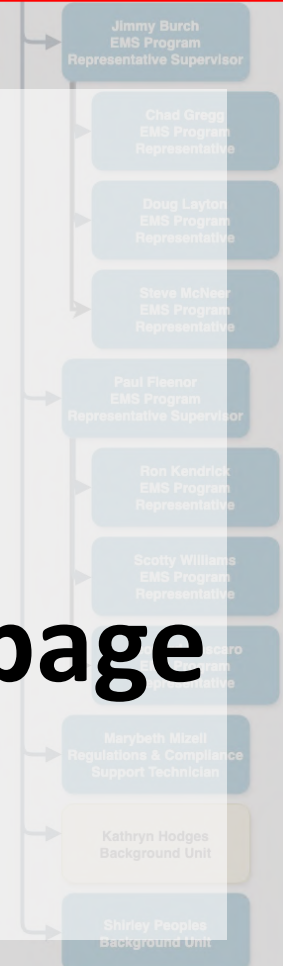 Jimmy Burch
EMS Program
Representative Supervisor
Chad Gregg
EMS Program
Representative
Doug Layton
EMS Program
Representative
Steve McNeer
EMS Program
Representative
Paul Fleenor
EMS Program
Representative Supervisor
Ron Kendrick
EMS Program
Representative
Scotty Williams
EMS Program
Representative
page
Program
Marybeth Mizell
Regulations & Compliance
Support Technician
Kathryn Hodges
Background Unit
Shirley Peoples
Background Unit